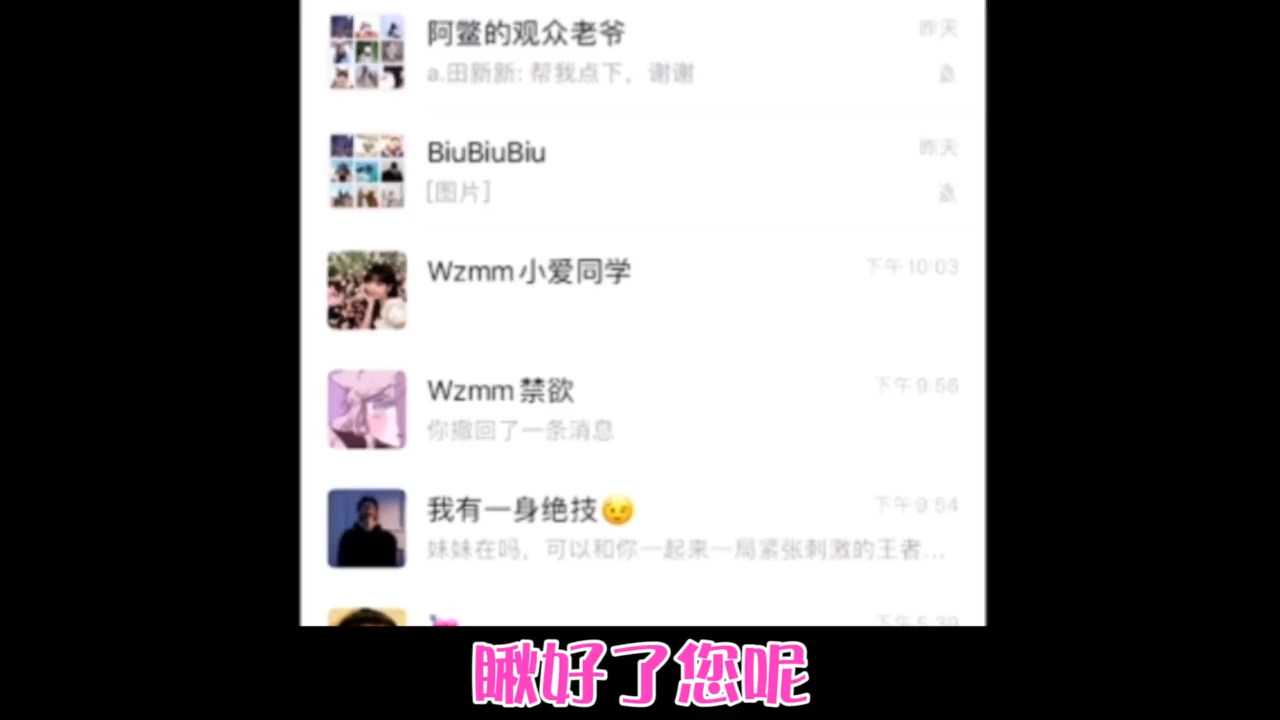 阿鳖的观众老爷
昨天
a.田新新: 帮我点下，谢谢
BiuBiuBiu
昨天
[图片]
Wzmm小爱同学
下午10:03
Wzmm禁欲
下午9:56
你撤回了一条消息
我有一身绝技😉
下午9:54
妹妹在吗，可以和你一起来一局紧张刺激的王者...
💘
下午5:39
瞅好了您呢